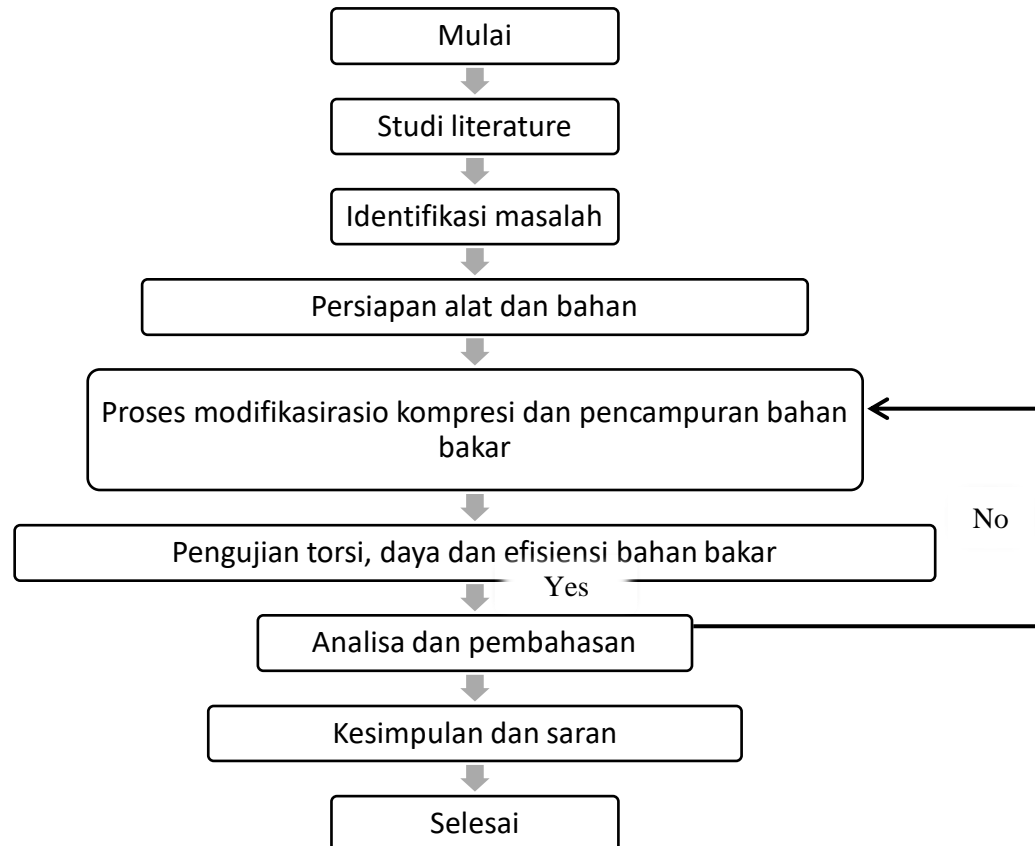 Mulai
Studi literature
Identifikasi masalah
Persiapan alat dan bahan
Proses modifikasirasio kompresi dan pencampuran bahan
bakar
No
Pengujian torsi, daya dan efisiensi bahan bakar
Yes
Analisa dan pembahasan
Kesimpulan dan saran
Selesai